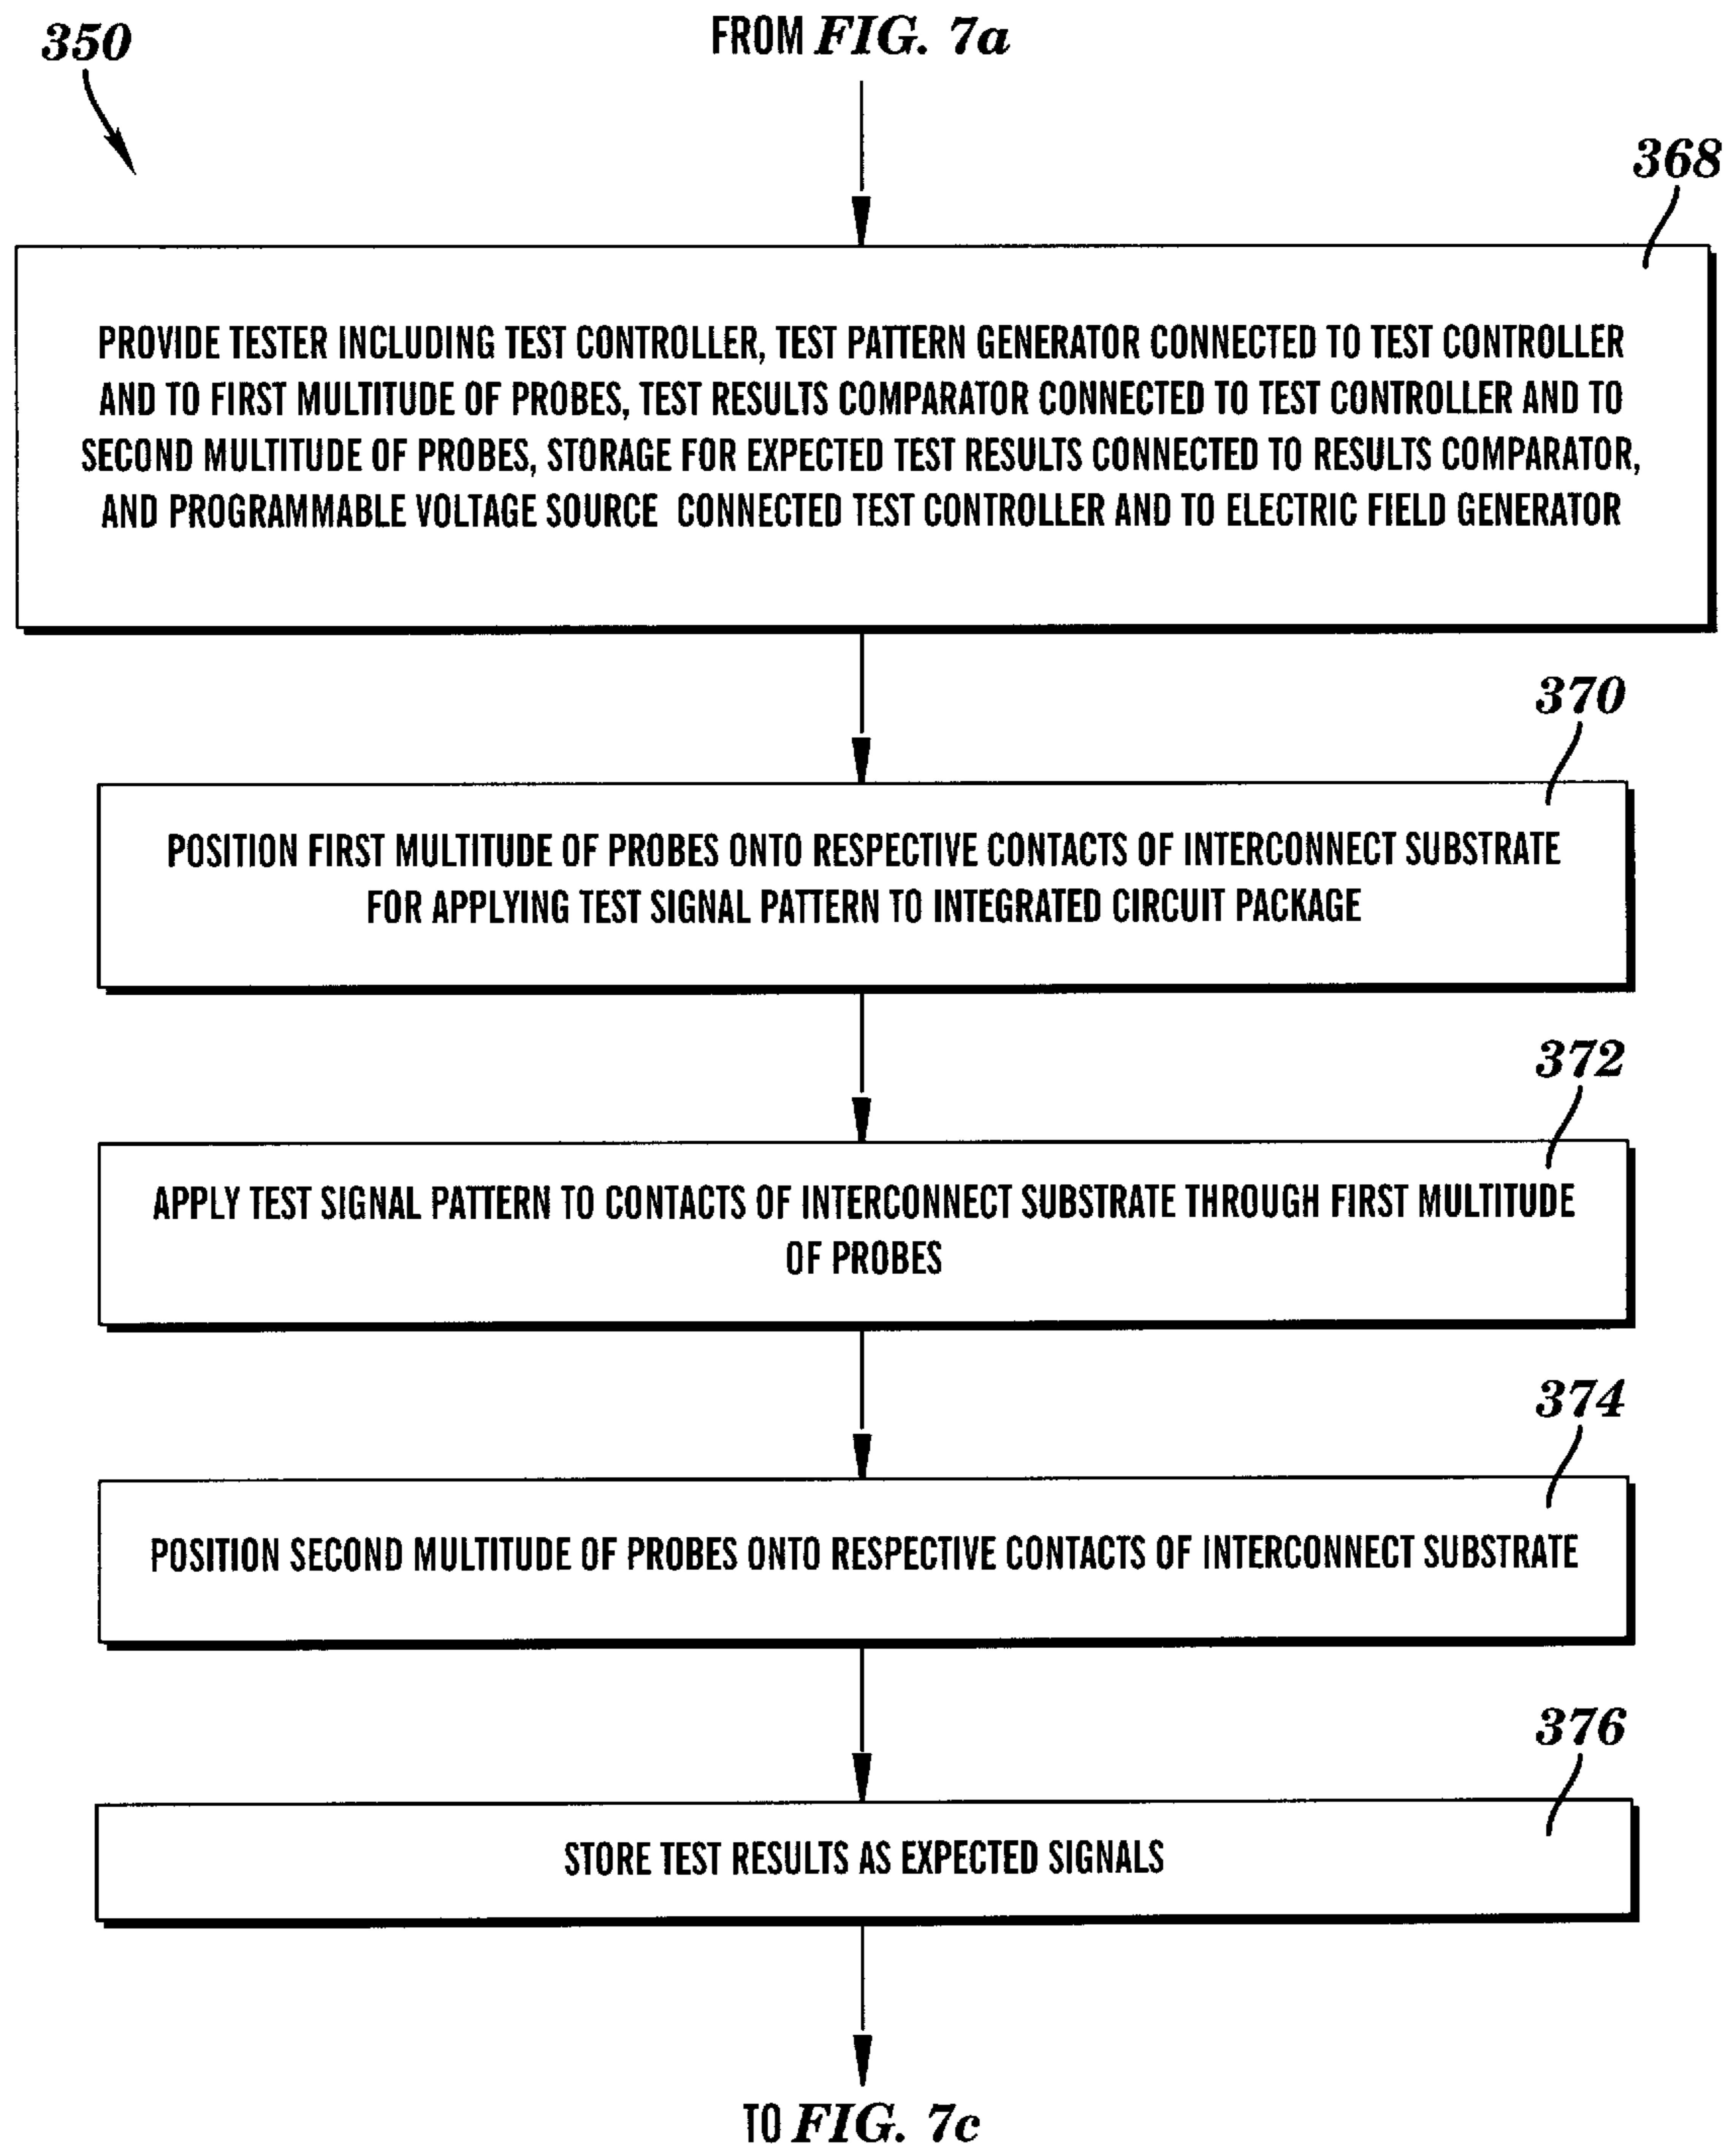 350
FROM FIG. 7a
368
PROVIDE TESTER INCLUDING TEST CONTROLLER, TEST PATTERN GENERATOR CONNECTED TO TEST CONTROLLER
AND TO FIRST MULTITUDE OF PROBES, TEST RESULTS COMPARATOR CONNECTED TO TEST CONTROLLER AND TO
SECOND MULTITUDE OF PROBES, STORAGE FOR EXPECTED TEST RESULTS CONNECTED TO RESULTS COMPARATOR,
AND PROGRAMMABLE VOLTAGE SOURCE CONNECTED TEST CONTROLLER AND TO ELECTRIC FIELD GENERATOR
370
POSITION FIRST MULTITUDE OF PROBES ONTO RESPECTIVE CONTACTS OF INTERCONNECT SUBSTRATE
FOR APPLYING TEST SIGNAL PATTERN TO INTEGRATED CIRCUIT PACKAGE
372
APPLY TEST SIGNAL PATTERN TO CONTACTS OF INTERCONNECT SUBSTRATE THROUGH FIRST MULTITUDE
OF PROBES
374
POSITION SECOND MULTITUDE OF PROBES ONTO RESPECTIVE CONTACTS OF INTERCONNECT SUBSTRATE
376
STORE TEST RESULTS AS EXPECTED SIGNALS
TO FIG. 7c